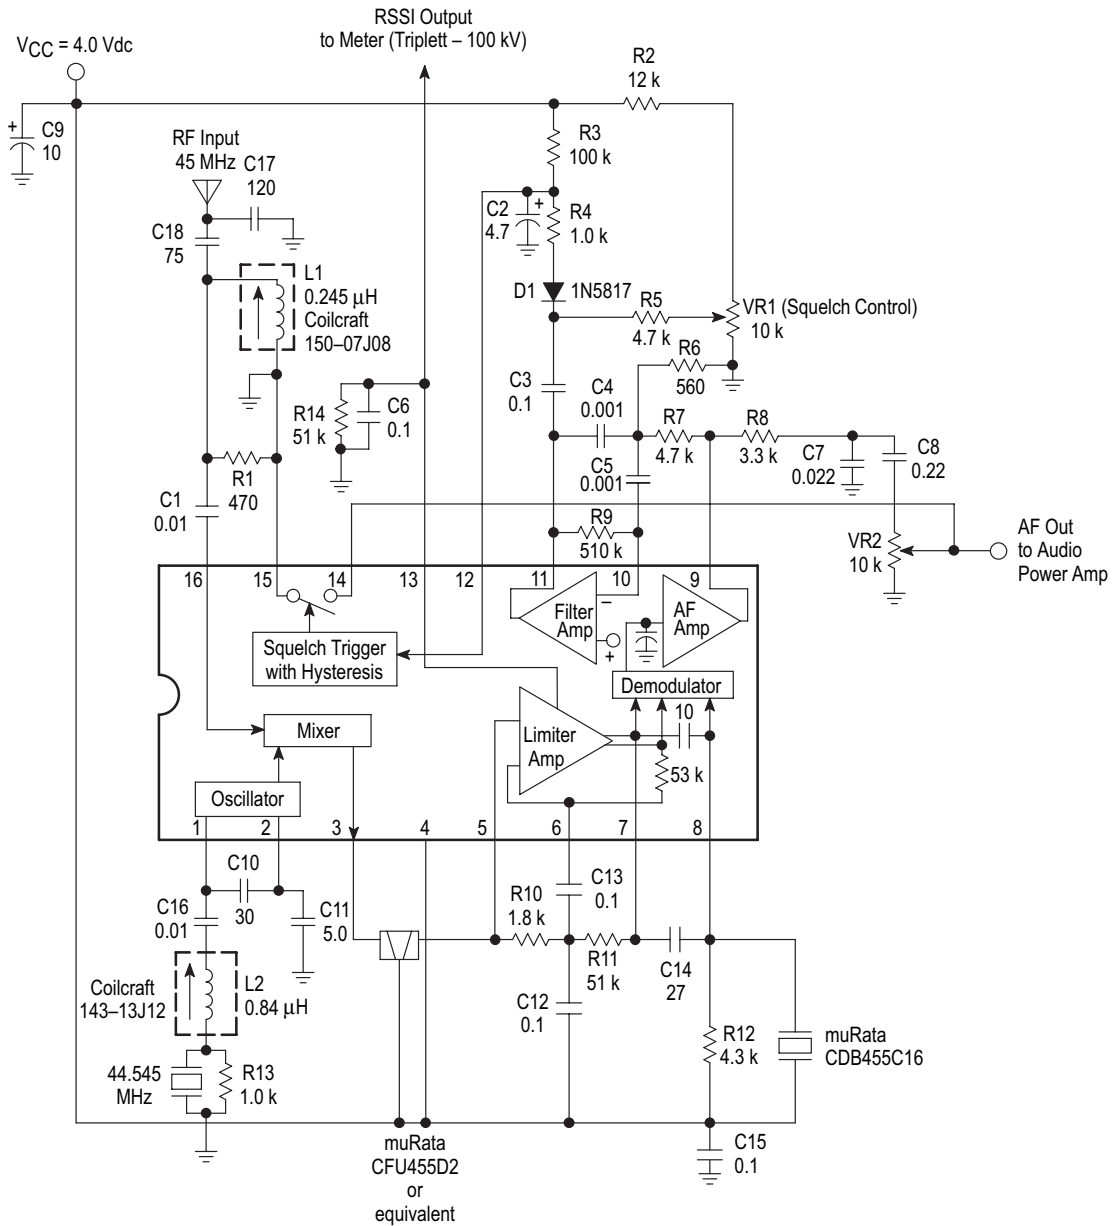 RSSI Output
to Meter (Triplett – 100 kV)
VCC = 4.0 Vdc
R2
12 k
+
C9
10
RF Input
45 MHz
C17
120
R3
100 k
C18
75
C2
4.7
+
R4
1.0 k
L1
0.245 µH
Coilcraft
150–07J08
D1
1N5817
R5
4.7 k
VR1 (Squelch Control)
10 k
R6
560
C3
0.1
C4
0.001
R14
51 k
C6
0.1
R7
4.7 k
R8
3.3 k
C7
0.022
C8
0.22
R1
470
C5
0.001
C1
0.01
R9
510 k
VR2
10 k
AF Out
to Audio
Power Amp
16
15
14
13
12
11
10
9
Filter
Amp
–
+
AF
Amp
Squelch Trigger
with Hysteresis
Demodulator
10
Mixer
Limiter
Amp
53 k
Oscillator
1
2
3
4
5
6
7
8
C10
30
C16
0.01
C11
5.0
R10
1.8 k
C13
0.1
R11
51 k
C14
27
Coilcraft
143–13J12
L2
0.84 µH
C12
0.1
R12
4.3 k
muRata
CDB455C16
44.545
MHz
R13
1.0 k
muRata
CFU455D2
or
equivalent
C15
0.1